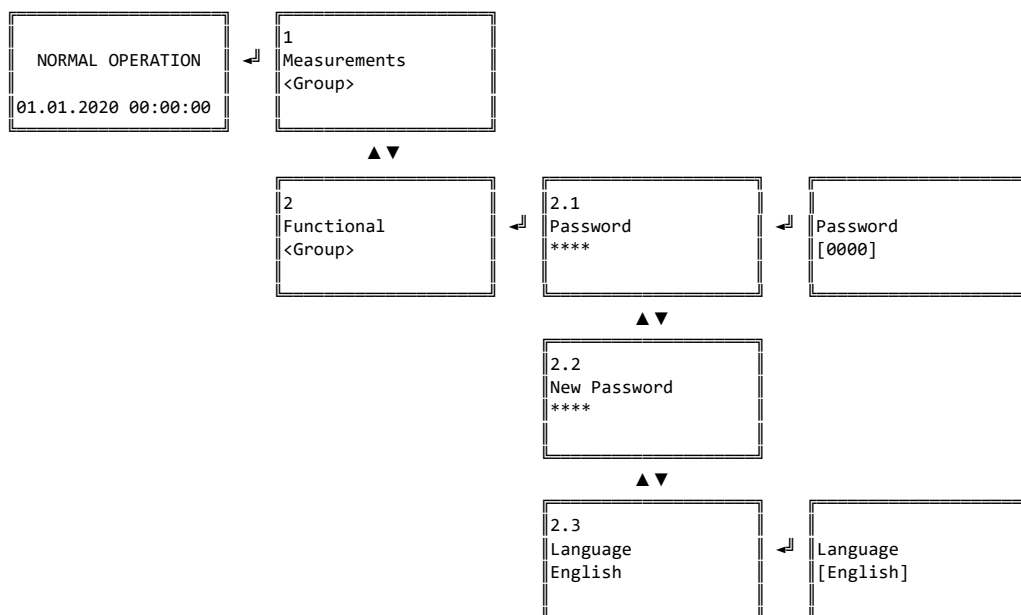 NORMAL OPERATION
01.01.2020 00:00:00
1
Measurements
<Group>
2
Functional
<Group>
2.1
Password
****
Password
[0000]
2.2
New Password
****
2.3
Language
English
Language
[English]